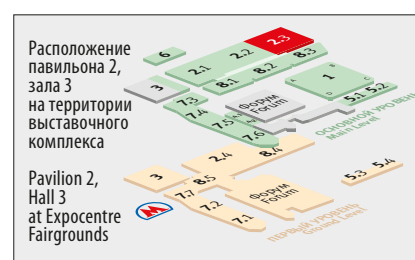 Расположение
павильона 2,
зала 3
на территории
выставочного
комплекса
Pavilion 2,
Hall 3
at Expocentre
Fairgrounds
6
2.1
2.2
2.3
8.1
8.2
8.3
3
7.3
7.4
7.5
7.6
Форум
Forum
1
5.1
5.2
ОСНОВНОЙ УРОВЕНЬ
Main Level
3
2.4
8.4
8.5
7.7
7.2
7.1
Форум
Forum
5.3
5.4
ПЕРВЫЙ УРОВЕНЬ
Ground Level